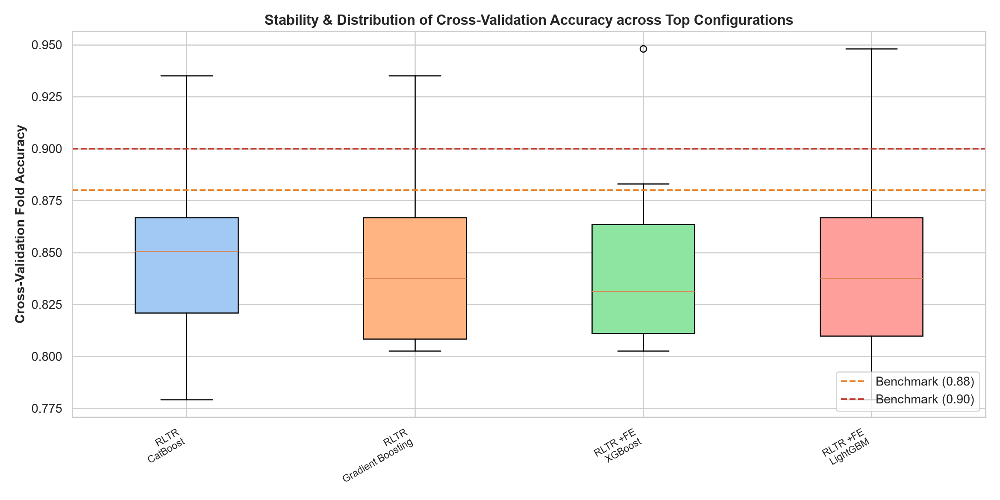 Stability & Distribution of Cross-Validation Accuracy across Top Configurations
Cross-Validation Fold Accuracy
0.950
0.925
0.900
0.875
0.850
0.825
0.800
0.775
Benchmark (0.88)
Benchmark (0.90)
RLTR
CatBoost
RLTR
Gradient Boosting
RLTR +FE
XGBoost
RLTR +FE
LightGBM